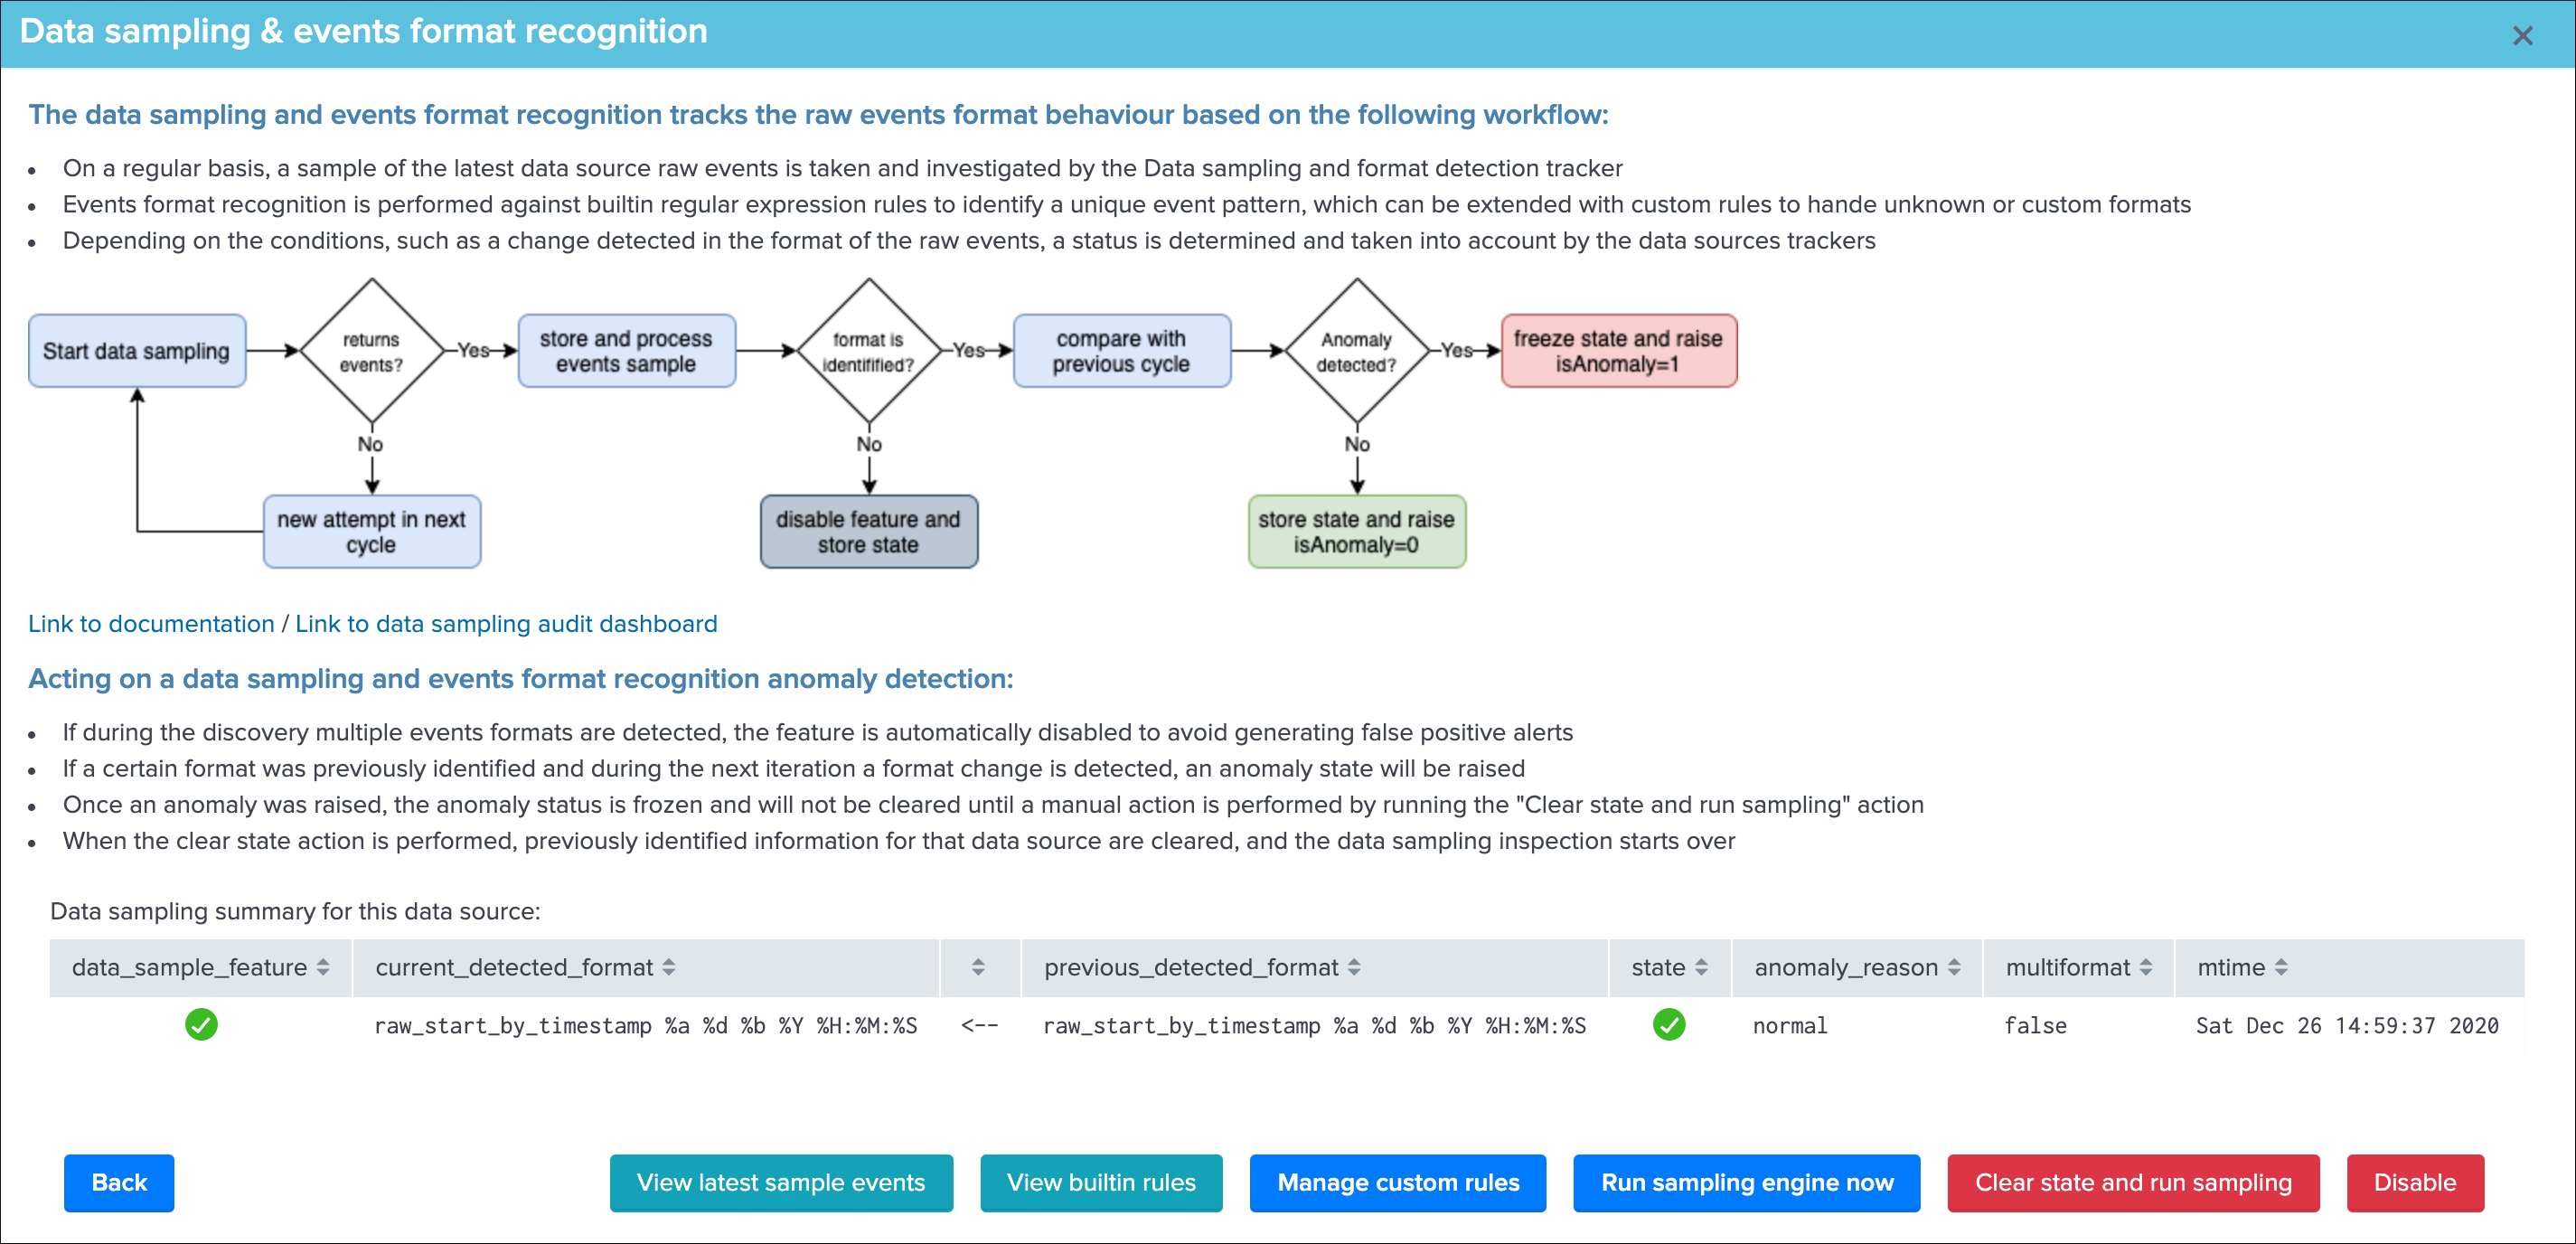 Data sampling & events format recognition
×
The data sampling and events format recognition tracks the raw events format behaviour based on the following workflow:
• On a regular basis, a sample of the latest data source raw events is taken and investigated by the Data sampling and format detection tracker
• Events format recognition is performed against builtin regular expression rules to identify a unique event pattern, which can be extended with custom rules to hande unknown or custom formats
• Depending on the conditions, such as a change detected in the format of the raw events, a status is determined and taken into account by the data sources trackers
Start data sampling
returns
events?
Yes
store and process
events sample
format is
identifified?
Yes
compare with
previous cycle
Anomaly
detected?
Yes
freeze state and raise
isAnomaly=1
No
No
No
new attempt in next
cycle
disable feature and
store state
store state and raise
isAnomaly=0
Link to documentation / Link to data sampling audit dashboard
Acting on a data sampling and events format recognition anomaly detection:
• If during the discovery multiple events formats are detected, the feature is automatically disabled to avoid generating false positive alerts
• If a certain format was previously identified and during the next iteration a format change is detected, an anomaly state will be raised
• Once an anomaly was raised, the anomaly status is frozen and will not be cleared until a manual action is performed by running the "Clear state and run sampling" action
• When the clear state action is performed, previously identified information for that data source are cleared, and the data sampling inspection starts over
Data sampling summary for this data source:
data_sample_feature current_detected_format previous_detected_format state anomaly_reason multiformat mtime
raw_start_by_timestamp %a %d %b %Y %H:%M:%S <-- raw_start_by_timestamp %a %d %b %Y %H:%M:%S normal false Sat Dec 26 14:59:37 2020
Back View latest sample events View builtin rules Manage custom rules Run sampling engine now Clear state and run sampling Disable